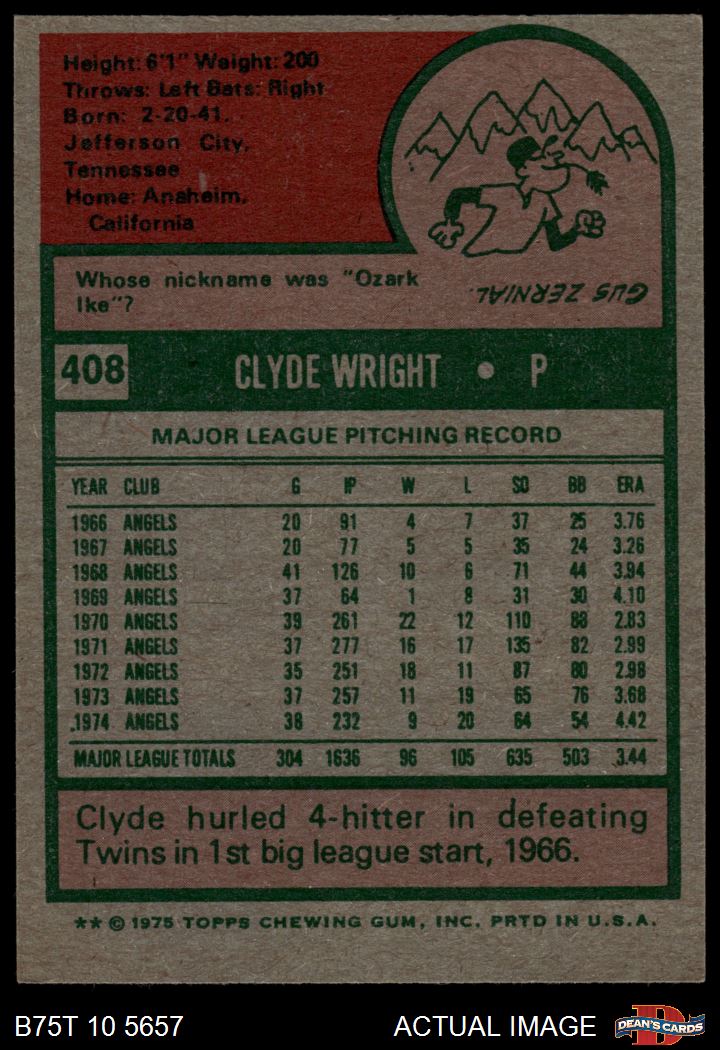 Height: 6'1" Weight: 200
Throws: Left Bats: Right
Born: 2-20-41.
Jefferson City,
Tennessee
Home: Anaheim,
California
Whose nickname was "Ozark
Ike"?
GUS ZERNIAL
408 CLYDE WRIGHT • P
MAJOR LEAGUE PITCHING RECORD
YEAR CLUB G IP W L SO BB ERA
1966 ANGELS 20 91 4 7 37 25 3.76
1967 ANGELS 20 77 5 5 35 24 3.26
1968 ANGELS 41 126 10 6 71 44 3.94
1969 ANGELS 37 64 1 8 31 30 4.10
1970 ANGELS 39 261 22 12 110 88 2.83
1971 ANGELS 37 277 16 17 135 82 2.99
1972 ANGELS 35 251 18 11 87 80 2.98
1973 ANGELS 37 257 11 19 65 76 3.68
1974 ANGELS 38 232 9 20 64 54 4.42
MAJOR LEAGUE TOTALS 304 1636 96 105 635 503 3.44
Clyde hurled 4-hitter in defeating
Twins in 1st big league start, 1966.
** © 1975 TOPPS CHEWING GUM, INC. PRTD IN U.S.A.
B75T 10 5657 ACTUAL IMAGE DEAN'S CARDS